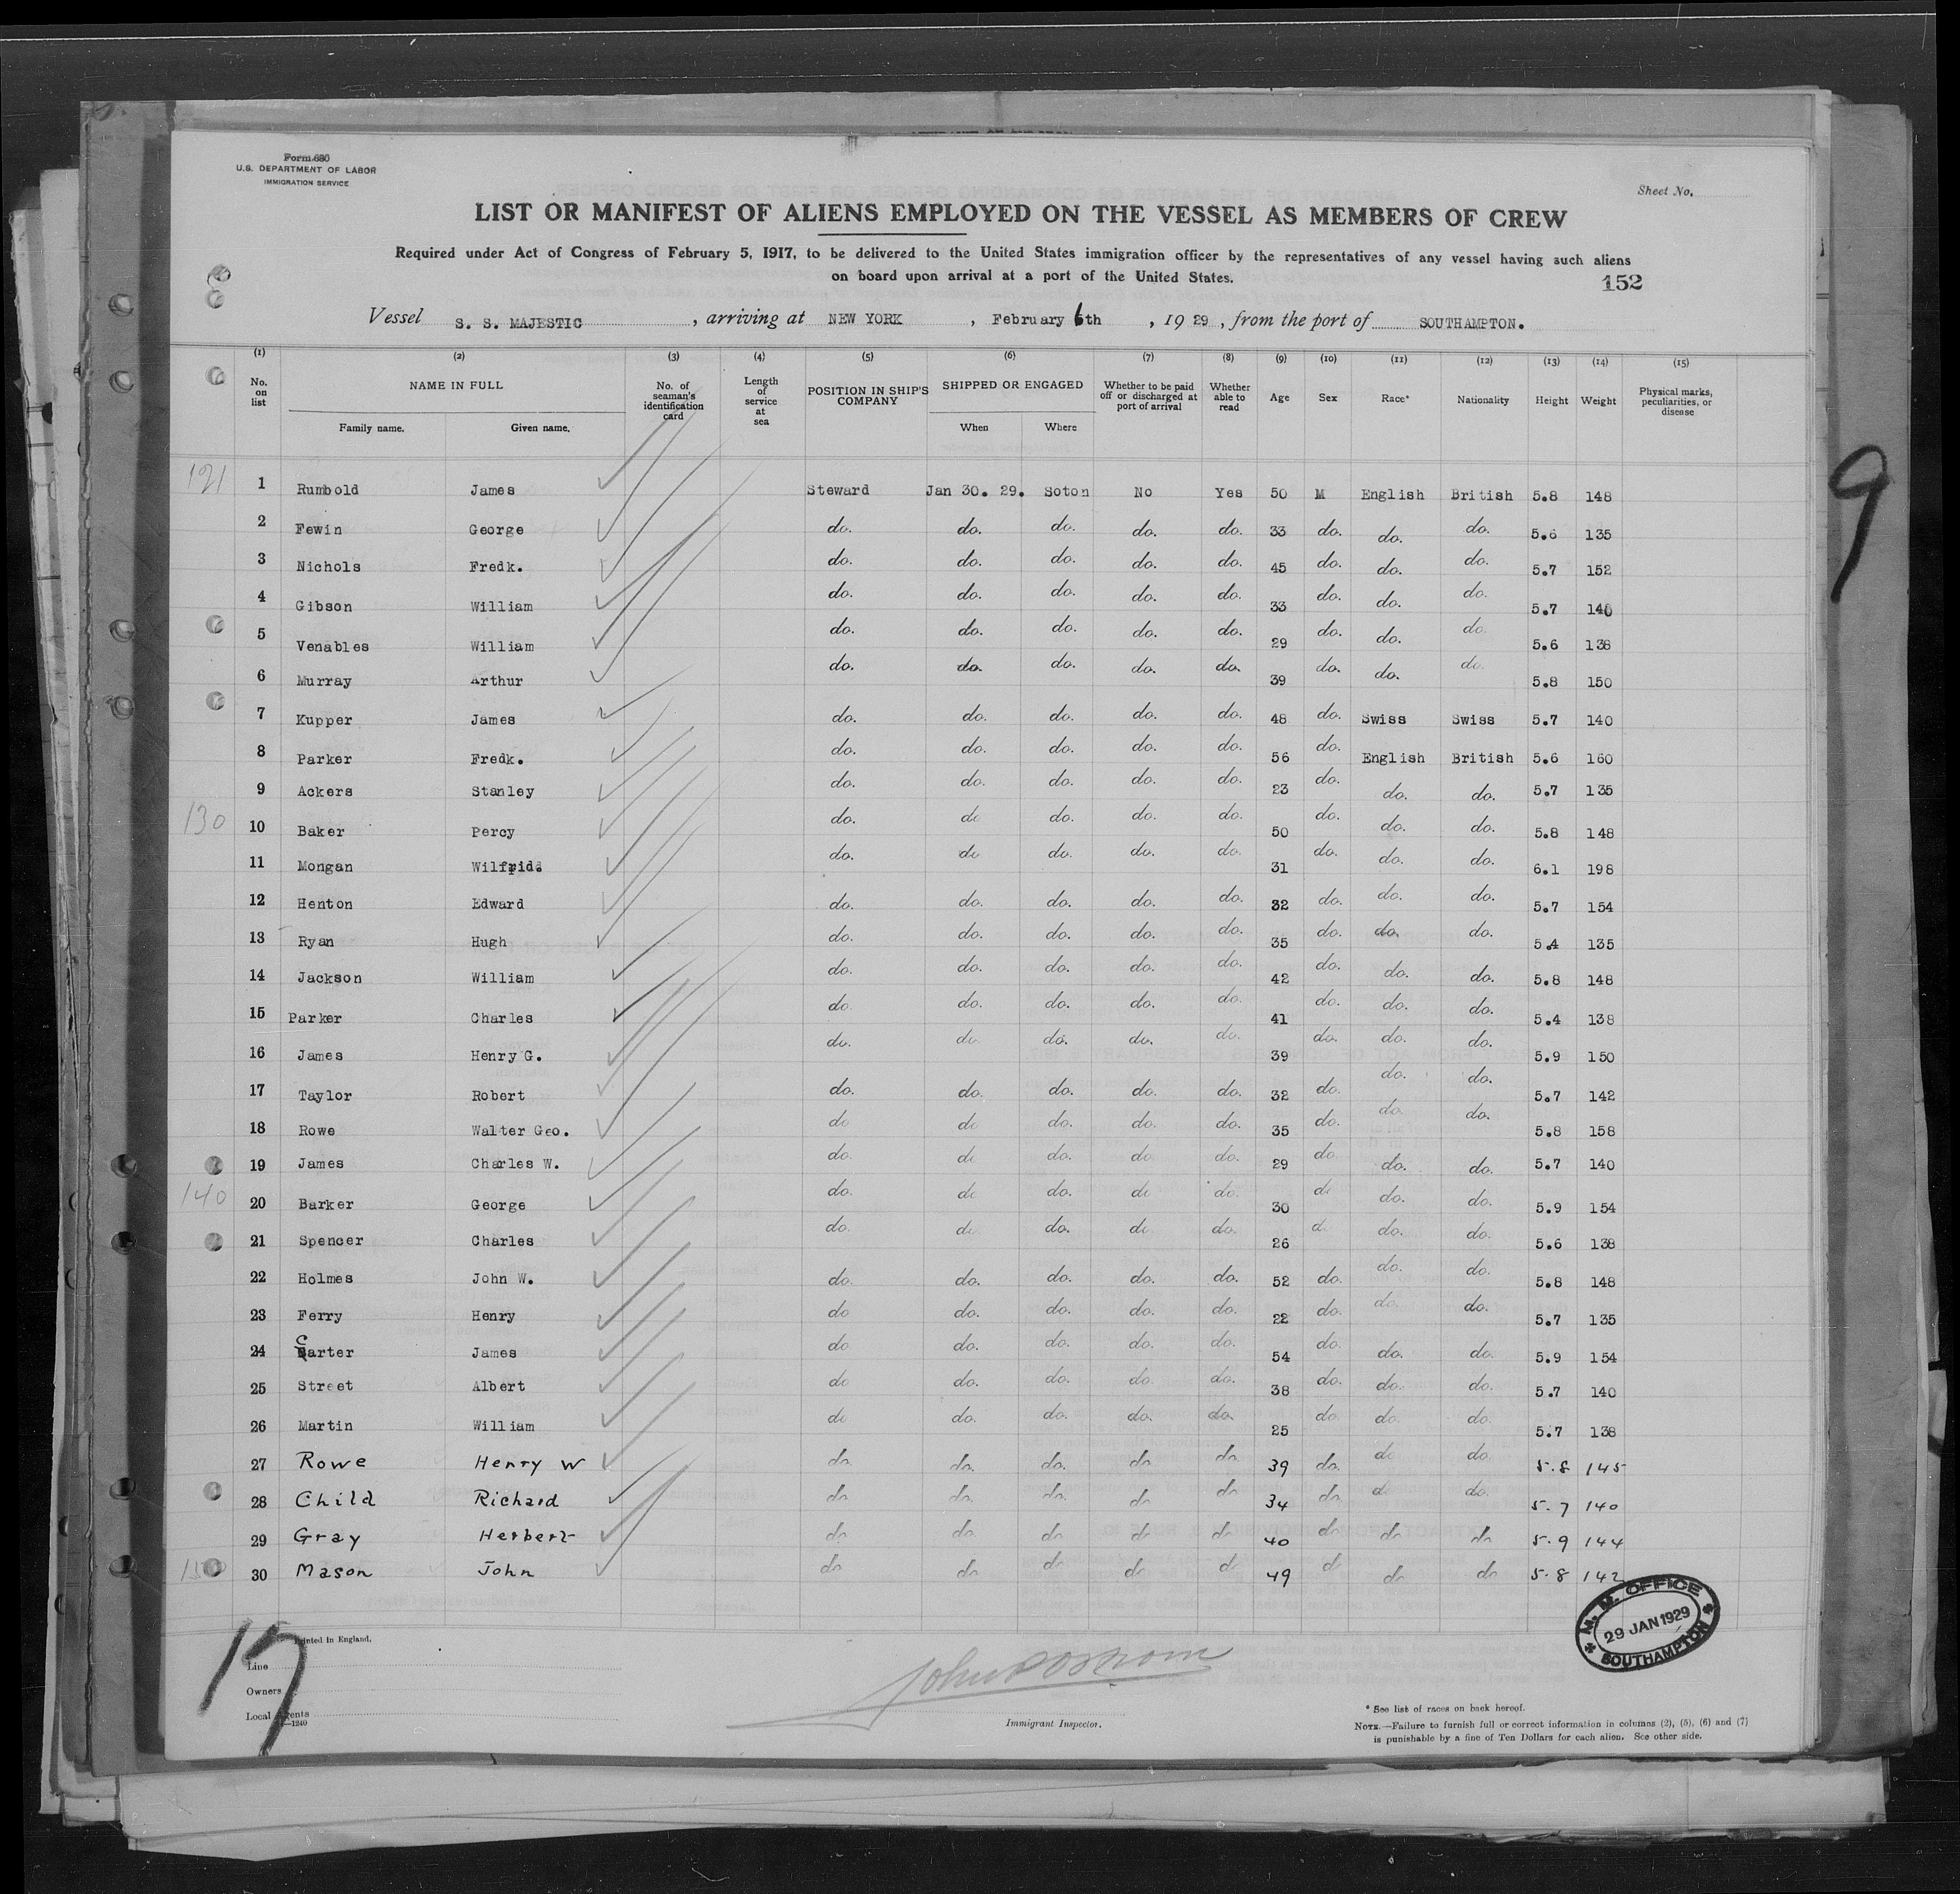 Form 680
U.S. DEPARTMENT OF LABOR
IMMIGRATION SERVICE
Sheet No.
LIST OR MANIFEST OF ALIENS EMPLOYED ON THE VESSEL AS MEMBERS OF CREW
Required under Act of Congress of February 5, 1917, to be delivered to the United States immigration officer by the representatives of any vessel having such aliens
on board upon arrival at a port of the United States.
152
Vessel S. S. MAJESTIC, arriving at NEW YORK, February 6th, 1929, from the port of SOUTHAMPTON.
(1) (2) (3) (4) (5) (6) (7) (8) (9) (10) (11) (12) (13) (14) (15)
No. on list NAME IN FULL Family name. Given name. No. of seaman's identification card Length of service at sea POSITION IN SHIP'S COMPANY SHIPPED OR ENGAGED When Where Whether to be paid off or discharged at port of arrival Whether able to read Age Sex Race* Nationality Height Weight Physical marks, peculiarities, or disease
121 1 Rumbold James Steward Jan 30. 29. Soton No Yes 50 M English British 5.8 148
2 Fewin George do. do. do. do. do. 33 do. do. do. 5.6 135
3 Nichols Fredk. do. do. do. do. do. 45 do. do. do. 5.7 152
4 Gibson William do. do. do. do. do. 33 do. do. do. 5.7 140
5 Venables William do. do. do. do. do. 29 do. do. do. 5.6 138
6 Murray Arthur do. do. do. do. do. 39 do. do. do. 5.8 150
7 Kupper James do. do. do. do. do. 48 do. Swiss Swiss 5.7 140
8 Parker Fredk. do. do. do. do. do. 56 do. English British 5.6 160
9 Ackers Stanley do. do. do. do. do. 23 do. do. do. 5.7 135
130 10 Baker Percy do. do do. do. do. 50 do. do. do. 5.8 148
11 Mongan Wilfrid. do. do do. do. do. 31 do. do. do. 6.1 198
12 Henton Edward do. do. do. do. do. 32 do. do. do. 5.7 154
13 Ryan Hugh do. do. do. do. do. 35 do. do. do. 5.4 135
14 Jackson William do. do. do. do. do. 42 do. do. do. 5.8 148
15 Parker Charles do. do. do. do. do. 41 do. do. do. 5.4 138
16 James Henry G. do. do. do. do. do. 39 do. do. do. 5.9 150
17 Taylor Robert do. do. do. do. do. 32 do. do. do. 5.7 142
18 Rowe Walter Geo. do do do. do. do. 35 do. do. do. 5.8 158
19 James Charles W. do. do do. do do. 29 do. do. do. 5.7 140
140 20 Barker George do. do do. do do. 30 do do. do. 5.9 154
21 Spencer Charles do. do do. do do. 26 d. do. do. 5.6 138
22 Holmes John W. do. do. do. do. do. 52 do. do. do. 5.8 148
23 Ferry Henry do do. do. do. do. 22 do. do. do. 5.7 135
24 Carter James do do. do. do. do. 54 do. do. do. 5.9 154
25 Street Albert do do. do. do. do. 38 do. do. do. 5.7 140
26 Martin William do do. do. do. do. 25 do. do. do. 5.7 138
27 Rowe Henry W do. do. do. do do. 39 do. do do. 5.8 145
28 Child Richard do do. do. do do 34 do do do. 5.7 140
29 Gray Herbert do do. do do do 40 do do do 5.9 144
150 30 Mason John do do do do do 49 do do do 5.8 142
9
M. M. OFFICE
29 JAN 1929
SOUTHAMPTON
17
Printed in England.
Line
Owners
Local Agents
—1240
Immigrant Inspector.
* See list of races on back hereof.
NOTE.—Failure to furnish full or correct information in columns (2), (5), (6) and (7)
is punishable by a fine of Ten Dollars for each alien. See other side.